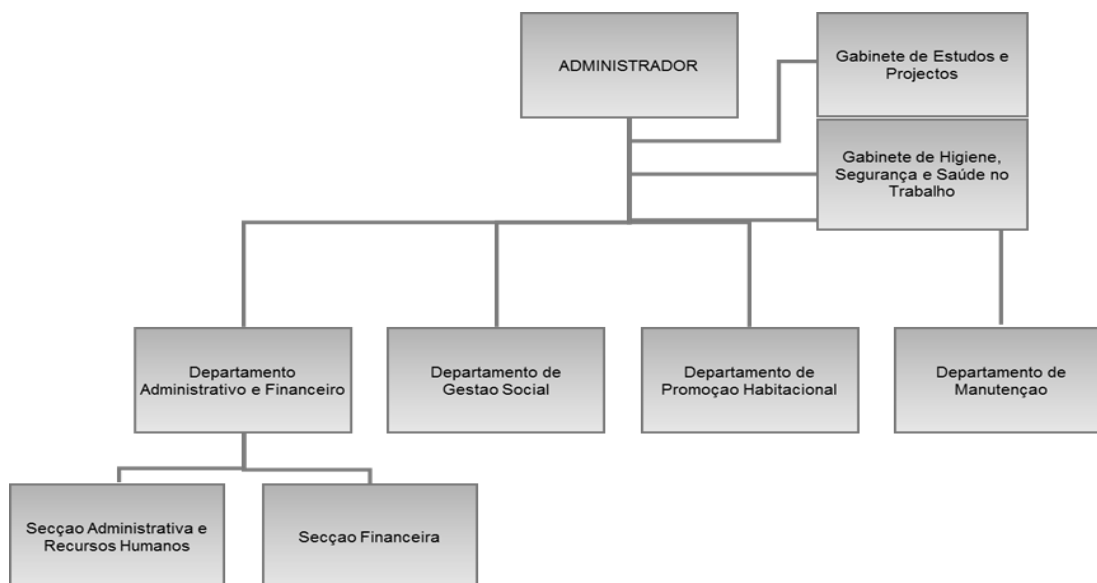 ADMINISTRADOR
Gabinete de Estudos e
Projectos
Gabinete de Higiene,
Segurança e Saúde no
Trabalho
Departamento
Administrativo e Financeiro
Departamento de
Gestao Social
Departamento de
Promoçao Habitacional
Departamento de
Manutençao
Secçao Administrativa e
Recursos Humanos
Secçao Financeira